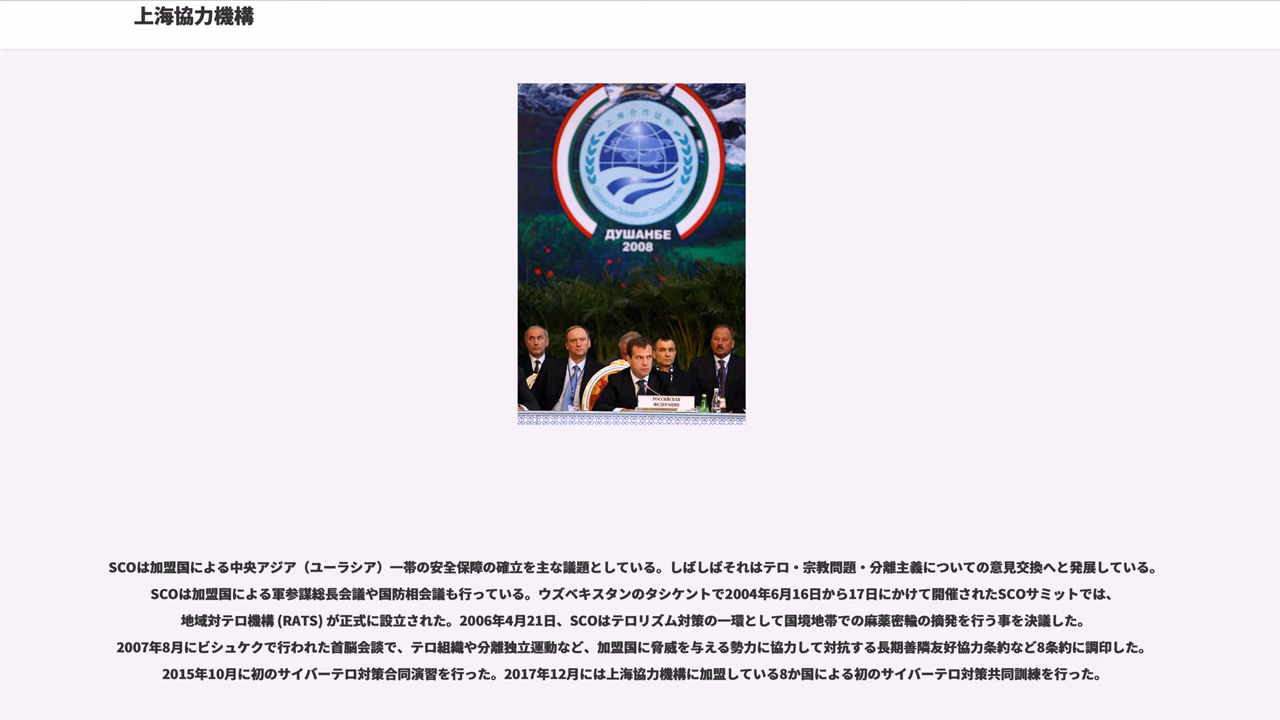 上海協力機構
上海合作组织
Шанхайская Организация Сотрудничества
ДУШАНБЕ
2008
РОССИЙСКАЯ
ФЕДЕРАЦИЯ
SCOは加盟国による中央アジア（ユーラシア）一帯の安全保障の確立を主な議題としている。しばしばそれはテロ・宗教問題・分離主義についての意見交換へと発展している。
SCOは加盟国による軍参謀総長会議や国防相会議も行っている。ウズベキスタンのタシケントで2004年6月16日から17日にかけて開催されたSCOサミットでは、
地域対テロ機構 (RATS) が正式に設立された。2006年4月21日、SCOはテロリズム対策の一環として国境地帯での麻薬密輸の摘発を行う事を決議した。
2007年8月にビシュケクで行われた首脳会談で、テロ組織や分離独立運動など、加盟国に脅威を与える勢力に協力して対抗する長期善隣友好協力条約など8条約に調印した。
2015年10月に初のサイバーテロ対策合同演習を行った。2017年12月には上海協力機構に加盟している8か国による初のサイバーテロ対策共同訓練を行った。